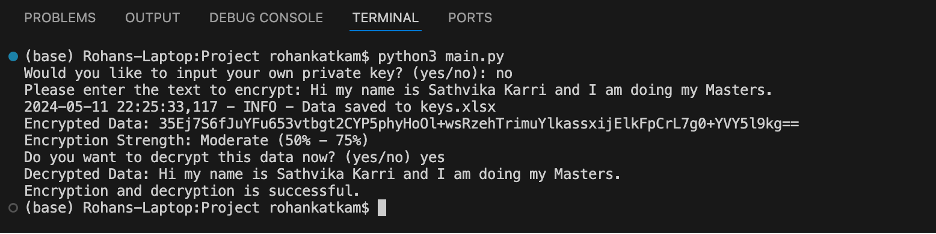 PROBLEMS OUTPUT DEBUG CONSOLE TERMINAL PORTS
(base) Rohans-Laptop:Project rohankatkam$ python3 main.py
Would you like to input your own private key? (yes/no): no
Please enter the text to encrypt: Hi my name is Sathvika Karri and I am doing my Masters.
2024-05-11 22:25:33,117 - INFO - Data saved to keys.xlsx
Encrypted Data: 35Ej7S6fJuYFu653vtbgt2CYP5phyHoOl+wsRzehTrimuYlkassxijElkFpCrL7g0+YVY5l9kg==
Encryption Strength: Moderate (50% - 75%)
Do you want to decrypt this data now? (yes/no) yes
Decrypted Data: Hi my name is Sathvika Karri and I am doing my Masters.
Encryption and decryption is successful.
(base) Rohans-Laptop:Project rohankatkam$